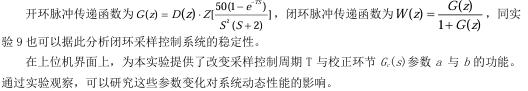 开环脉冲传递函数为 G(z) = D(z)·Z[50(1−e^{-TS}) / S²(S+2)]，闭环脉冲传递函数为 W(z) = G(z) / 1+G(z)，同实
验 9 也可以据此分析闭环采样控制系统的稳定性。
在上位机界面上，为本实验提供了改变采样控制周期 T 与校正环节 Gc(s) 参数 a 与 b 的功能。
通过实验观察，可以研究这些参数变化对系统动态性能的影响。